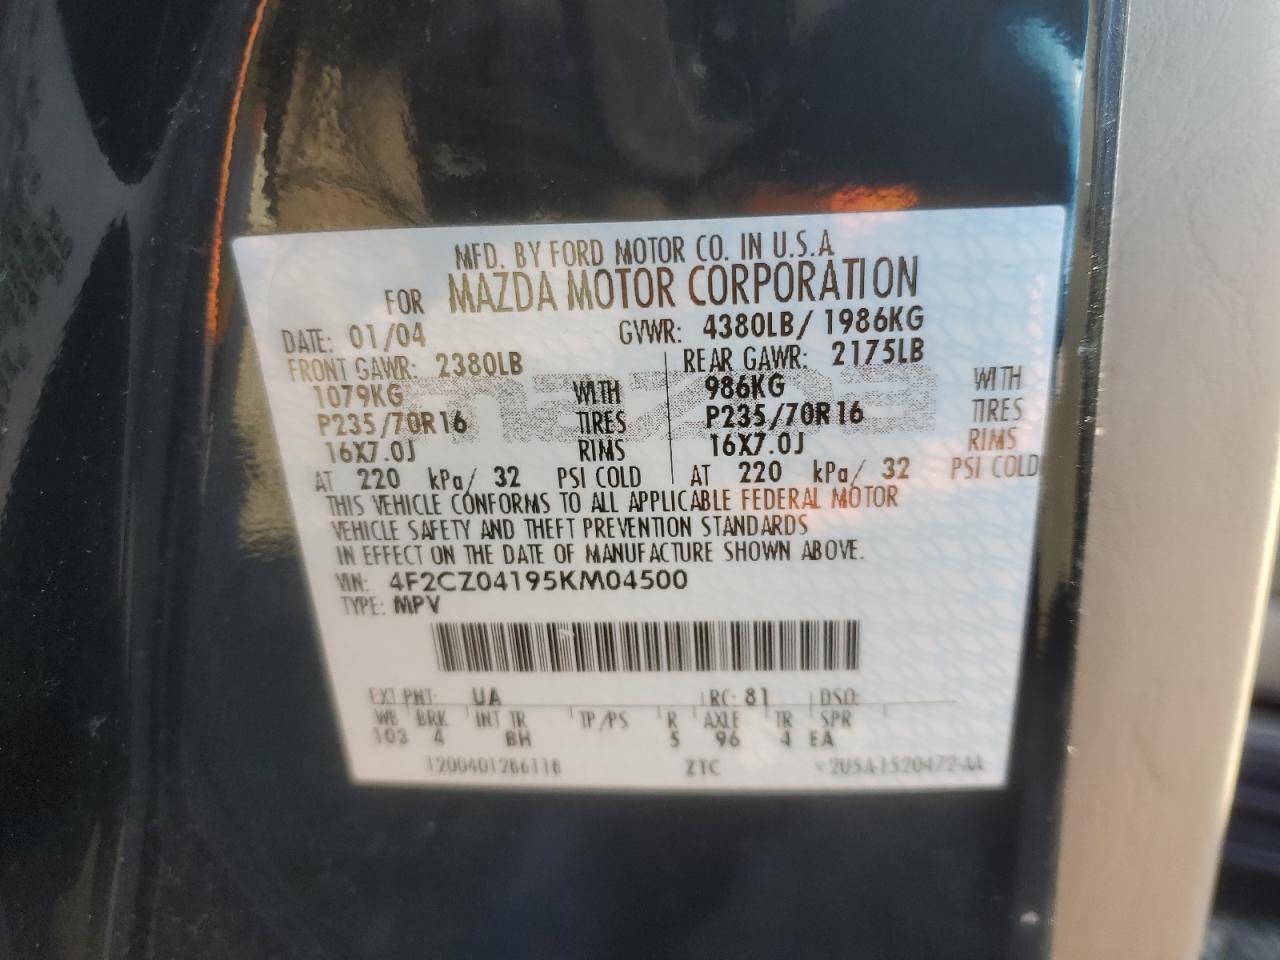 MFD. BY FORD MOTOR CO. IN U.S.A
FOR MAZDA MOTOR CORPORATION
DATE: 01/04 GVWR: 4380LB/ 1986KG
FRONT GAWR: 2380LB REAR GAWR: 2175LB
1079KG WITH 986KG WITH
P235/70R16 TIRES P235/70R16 TIRES
16X7.0J RIMS 16X7.0J RIMS
AT 220 kPa/ 32 PSI COLD AT 220 kPa/ 32 PSI COLD
THIS VEHICLE CONFORMS TO ALL APPLICABLE FEDERAL MOTOR
VEHICLE SAFETY AND THEFT PREVENTION STANDARDS
IN EFFECT ON THE DATE OF MANUFACTURE SHOWN ABOVE.
VIN: 4F2CZ04195KM04500
TYPE: MPV
EXT PNT: UA RC: 81 DSO:
WB BRK INT TR TP/PS R AXLE TR SPR
103 4 BH 5 96 4 EA
ZTC